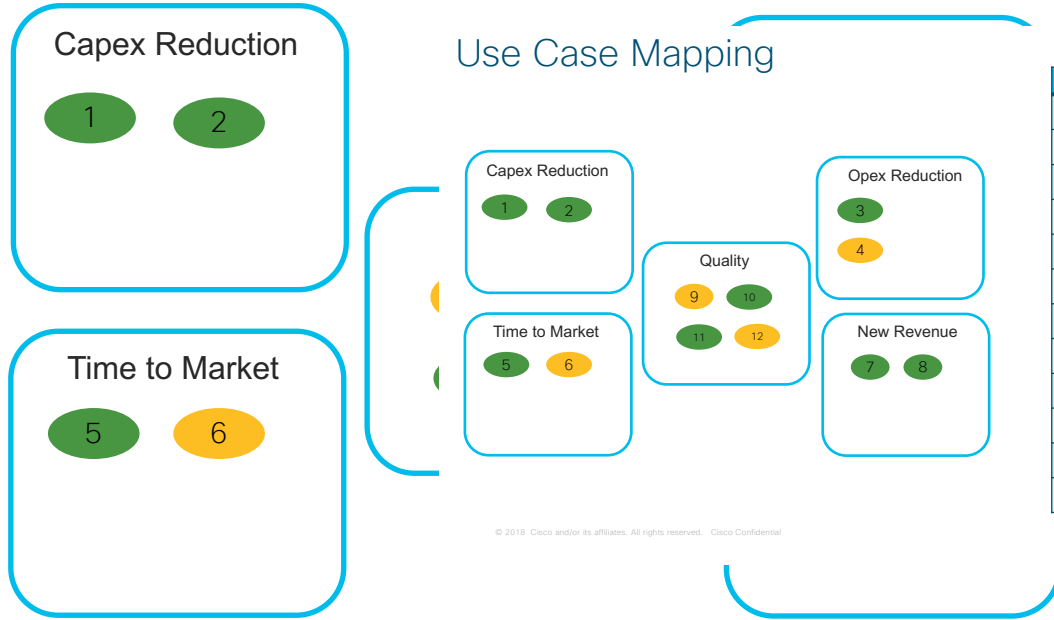 Capex Reduction
1 2
Time to Market
5 6
Use Case Mapping
Capex Reduction
1 2
Opex Reduction
3
4
Quality
9 10
11 12
Time to Market
5 6
New Revenue
7 8
© 2018 Cisco and/or its affiliates. All rights reserved. Cisco Confidential